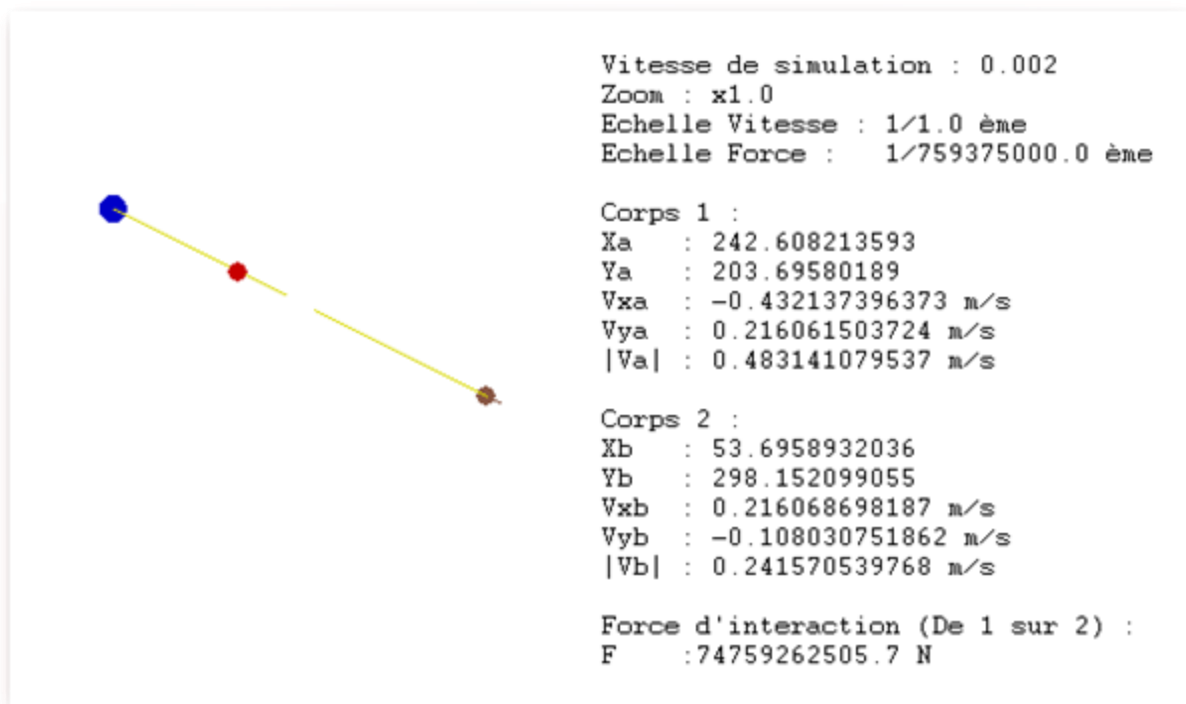 Vitesse de simulation : 0.002
Zoom : x1.0
Echelle Vitesse : 1/1.0 ème
Echelle Force : 1/759375000.0 ème
Corps 1 :
Xa : 242.608213593
Ya : 203.69580189
Vxa : -0.432137396373 m/s
Vya : 0.216061503724 m/s
|Va| : 0.483141079537 m/s
Corps 2 :
Xb : 53.6958932036
Yb : 298.152099055
Vxb : 0.216068698187 m/s
Vyb : -0.108030751862 m/s
|Vb| : 0.241570539768 m/s
Force d'interaction (De 1 sur 2) :
F :74759262505.7 N